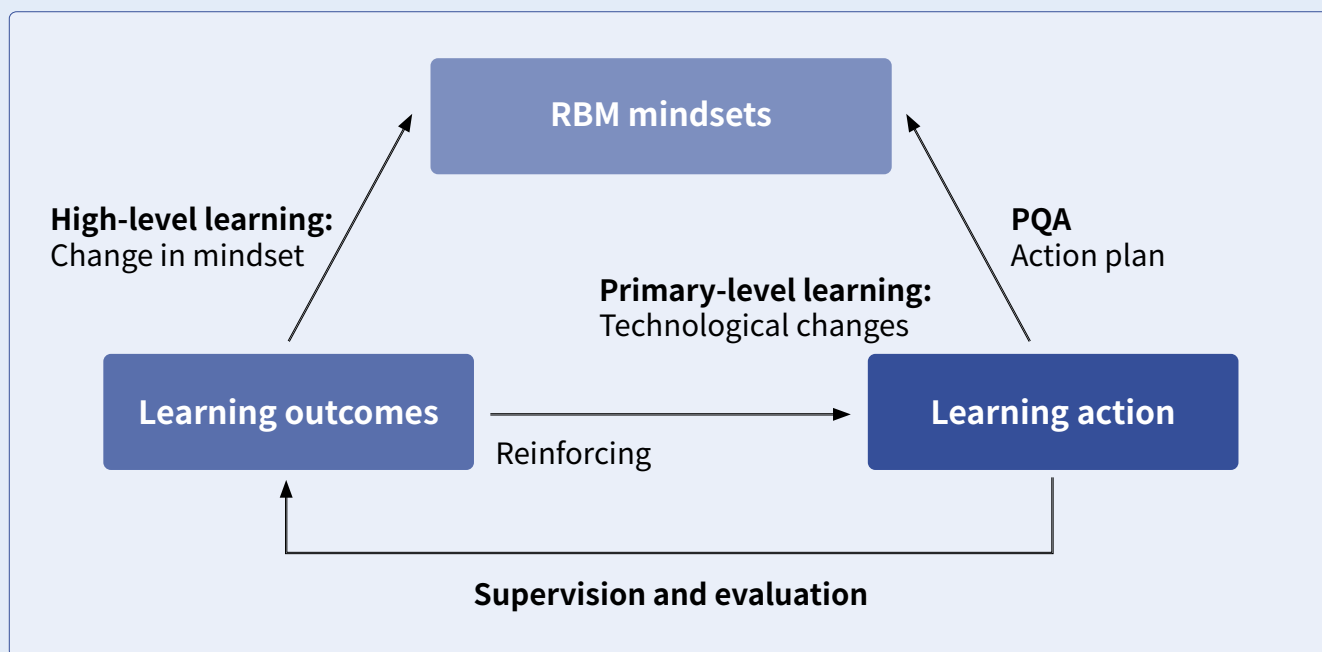 RBM mindsets
High-level learning:
Change in mindset
PQA
Action plan
Primary-level learning:
Technological changes
Learning outcomes
Learning action
Reinforcing
Supervision and evaluation